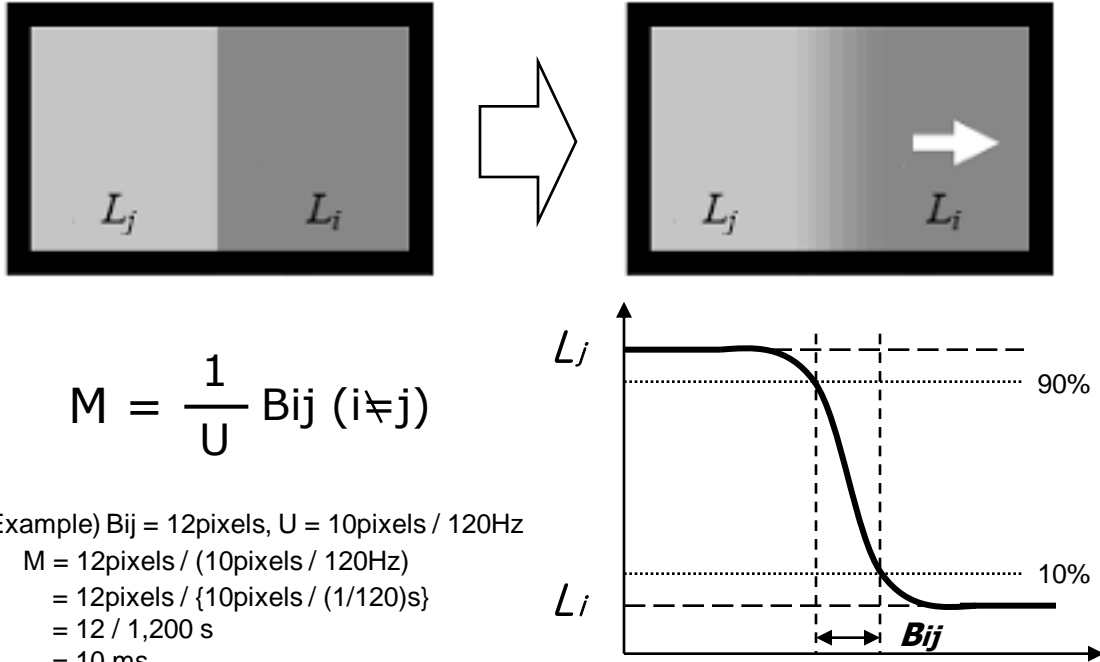 Lj Li
Lj Li
Lj
90%
M = 1/U Bij (i≒j)
Example) Bij = 12pixels, U = 10pixels / 120Hz
M = 12pixels / (10pixels / 120Hz)
= 12pixels / {10pixels / (1/120)s}
= 12 / 1,200 s
= 10 ms
10%
Li
Bij